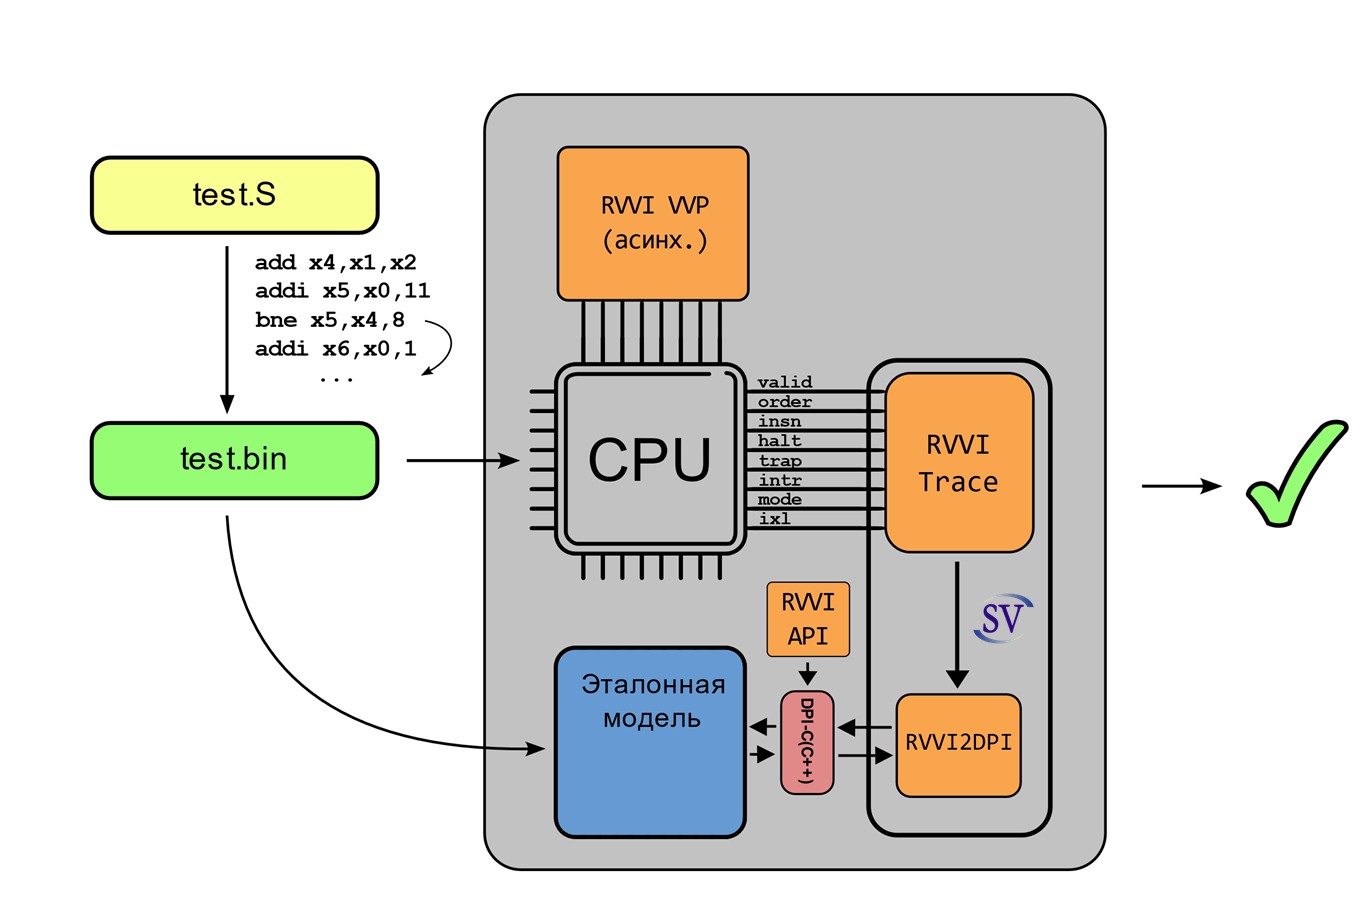 test.S
add x4,x1,x2
addi x5,x0,11
bne x5,x4,8
addi x6,x0,1
...
test.bin
RVVI VVP
(асинх.)
CPU
valid
order
insn
halt
trap
intr
mode
ixl
RVVI
Trace
SV
RVVI
API
Эталонная
модель
DPI-C(C++)
RVVI2DPI